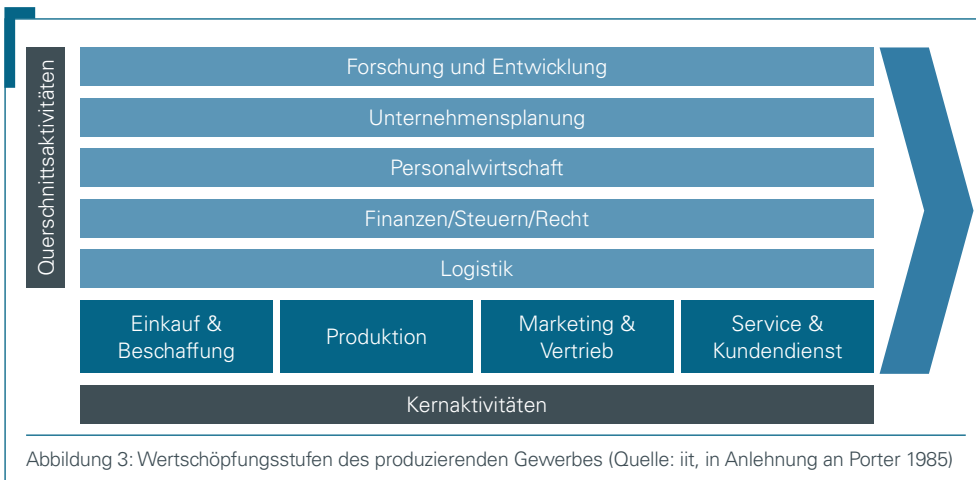 Querschnittsaktivitäten
Forschung und Entwicklung
Unternehmensplanung
Personalwirtschaft
Finanzen/Steuern/Recht
Logistik
Einkauf &
Beschaffung
Produktion
Marketing &
Vertrieb
Service &
Kundendienst
Kernaktivitäten
Abbildung 3: Wertschöpfungsstufen des produzierenden Gewerbes (Quelle: iit, in Anlehnung an Porter 1985)